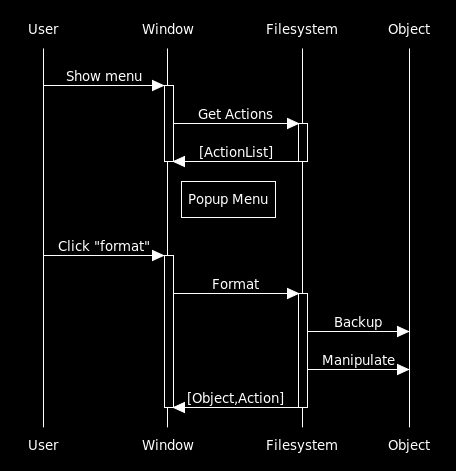 User Window Filesystem Object
Show menu
Get Actions
[ActionList]
Popup Menu
Click "format"
Format
Backup
Manipulate
[Object,Action]
User Window Filesystem Object